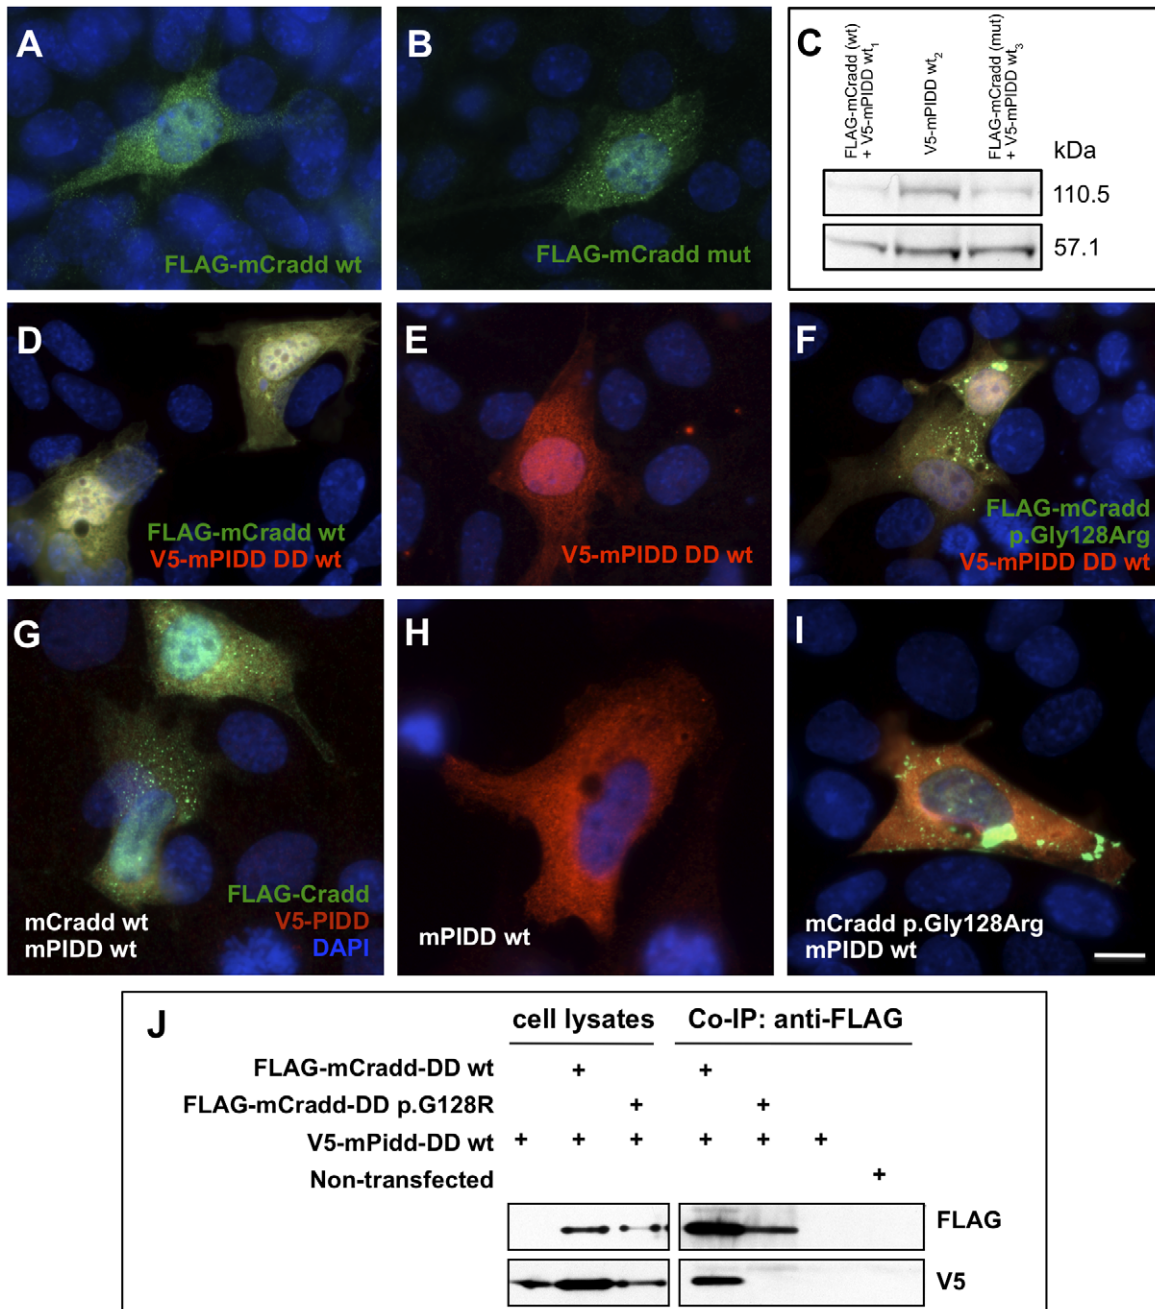 A
FLAG-mCradd wt
B
FLAG-mCradd mut
C
FLAG-mCradd (wt)
+ V5-mPIDD wt1
V5-mPIDD wt2
FLAG-mCradd (mut)
+ V5-mPIDD wt3
kDa
110.5
57.1
D
FLAG-mCradd wt
V5-mPIDD DD wt
E
V5-mPIDD DD wt
F
FLAG-mCradd
p.Gly128Arg
V5-mPIDD DD wt
G
FLAG-Cradd
V5-PIDD
DAPI
mCradd wt
mPIDD wt
H
mPIDD wt
I
mCradd p.Gly128Arg
mPIDD wt
J
cell lysates Co-IP: anti-FLAG
FLAG-mCradd-DD wt + +
FLAG-mCradd-DD p.G128R + +
V5-mPidd-DD wt + + + + + +
Non-transfected +
FLAG
V5